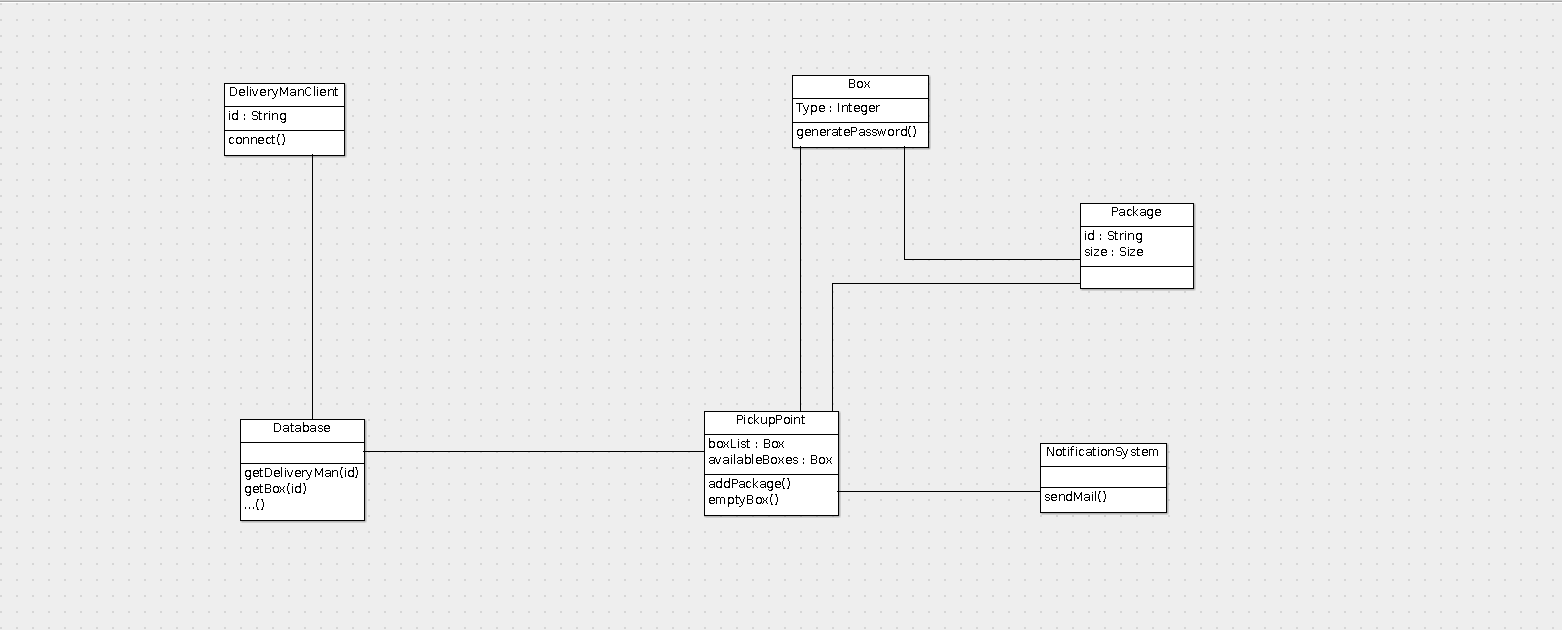 DeliveryManClient
id : String
connect()
Box
Type : Integer
generatePassword()
Package
id : String
size : Size
Database
getDeliveryMan(id)
getBox(id)
...()
PickupPoint
boxList : Box
availableBoxes : Box
addPackage()
emptyBox()
NotificationSystem
sendMail()